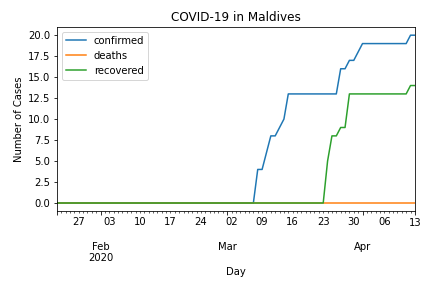 COVID-19 in Maldives
confirmed
deaths
recovered
Number of Cases
20.0
17.5
15.0
12.5
10.0
7.5
5.0
2.5
0.0
27 03 10 17 24 02 09 16 23 30 06 13
Feb Mar Apr
2020
Day